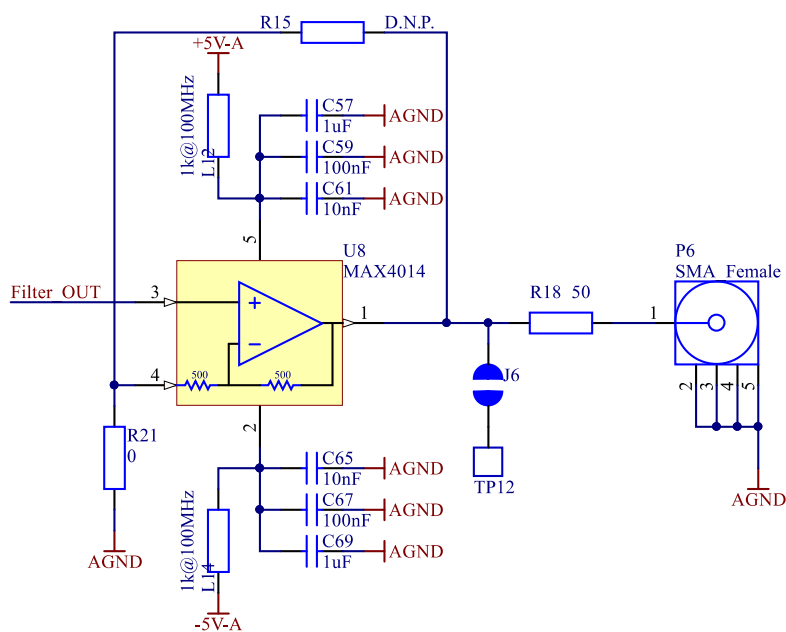 R15 D.N.P.
+5V-A
1k@100MHz
L12
C57
1uF
AGND
C59
100nF
AGND
C61
10nF
AGND
5
U8
MAX4014
Filter_OUT
3
1
4
500
500
2
R18 50
P6
SMA_Female
1
2
3
4
5
AGND
J6
TP12
R21
0
AGND
C65
10nF
AGND
C67
100nF
AGND
C69
1uF
AGND
1k@100MHz
L14
-5V-A